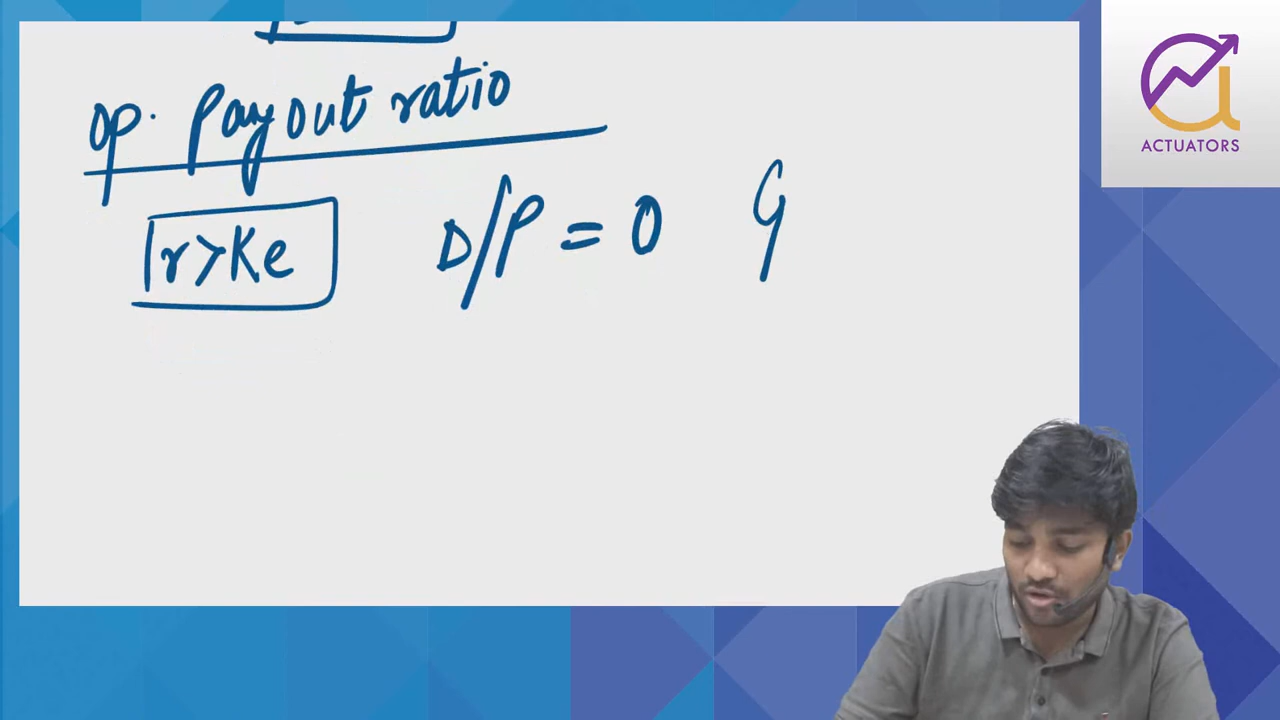 op. Payout ratio
r>Ke D/P = 0 G
ACTUATORS